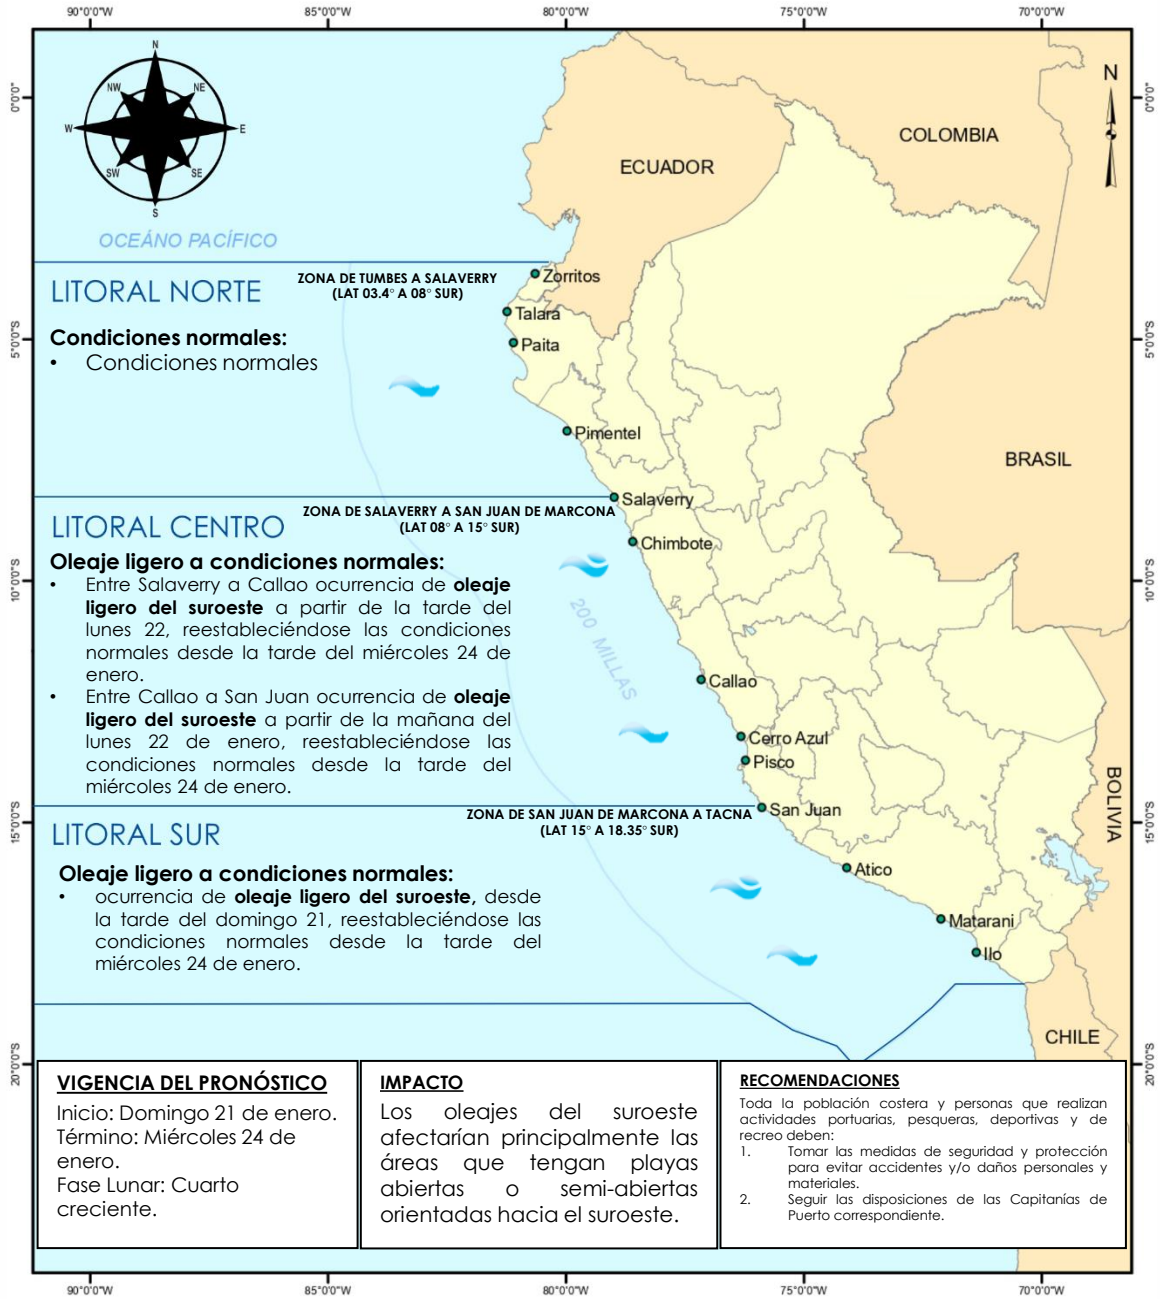 90°0'0"W 85°0'0"W 80°0'0"W 75°0'0"W 70°0'0"W
N
NW NE
W E
SW SE
S
N
0°0'0" 0°0'0"
COLOMBIA
ECUADOR
OCEÁNO PACÍFICO
LITORAL NORTE
ZONA DE TUMBES A SALAVERRY
(LAT 03.4° A 08° SUR)
Zorritos
Talara
Paita
5°0'0"S 5°0'0"S
Condiciones normales:
• Condiciones normales
Pimentel
BRASIL
Salaverry
LITORAL CENTRO
ZONA DE SALAVERRY A SAN JUAN DE MARCONA
(LAT 08° A 15° SUR)
Chimbote
Oleaje ligero a condiciones normales:
• Entre Salaverry a Callao ocurrencia de oleaje
ligero del suroeste a partir de la tarde del
lunes 22, reestableciéndose las condiciones
normales desde la tarde del miércoles 24 de
enero.
• Entre Callao a San Juan ocurrencia de oleaje
ligero del suroeste a partir de la mañana del
lunes 22 de enero, reestableciéndose las
condiciones normales desde la tarde del
miércoles 24 de enero.
10°0'0"S 10°0'0"S
200 MILLAS
Callao
Cerro Azul
Pisco
San Juan
BOLIVIA
15°0'0"S 15°0'0"S
LITORAL SUR
ZONA DE SAN JUAN DE MARCONA A TACNA
(LAT 15° A 18.35° SUR)
Oleaje ligero a condiciones normales:
• ocurrencia de oleaje ligero del suroeste, desde
la tarde del domingo 21, reestableciéndose las
condiciones normales desde la tarde del
miércoles 24 de enero.
Atico
Matarani
Ilo
CHILE
20°0'0"S 20°0'0"S
VIGENCIA DEL PRONÓSTICO
Inicio: Domingo 21 de enero.
Término: Miércoles 24 de
enero.
Fase Lunar: Cuarto
creciente.
IMPACTO
Los oleajes del suroeste
afectarían principalmente las
áreas que tengan playas
abiertas o semi-abiertas
orientadas hacia el suroeste.
RECOMENDACIONES
Toda la población costera y personas que realizan
actividades portuarias, pesqueras, deportivas y de
recreo deben:
1. Tomar las medidas de seguridad y protección
para evitar accidentes y/o daños personales y
materiales.
2. Seguir las disposiciones de las Capitanías de
Puerto correspondiente.
90°0'0"W 85°0'0"W 80°0'0"W 75°0'0"W 70°0'0"W